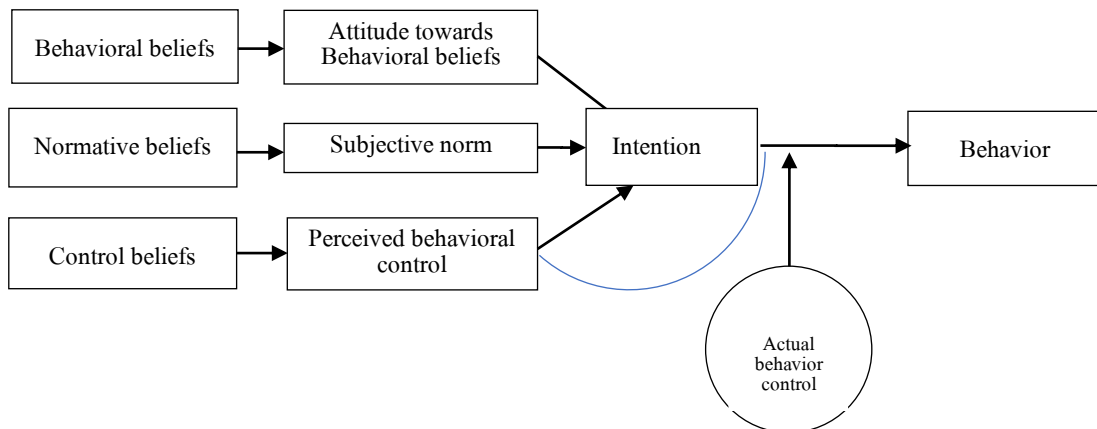 Behavioral beliefs
Attitude towards
Behavioral beliefs
Normative beliefs
Subjective norm
Intention
Behavior
Control beliefs
Perceived behavioral
control
Actual
behavior
control